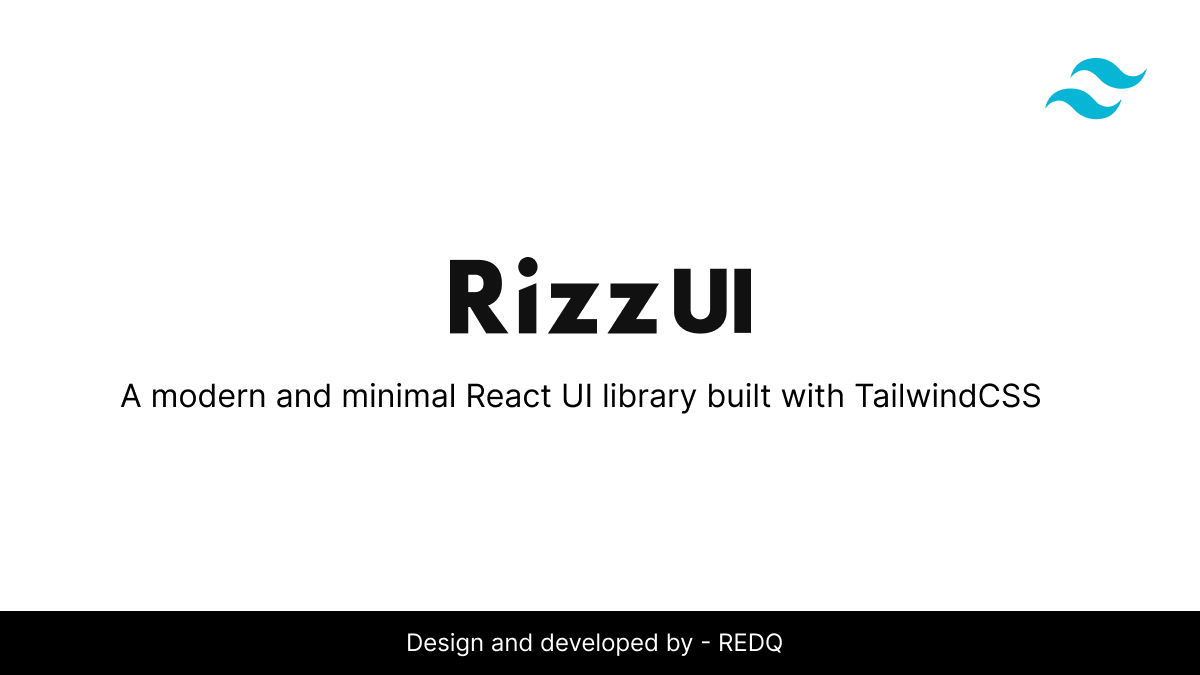 RizzUI
A modern and minimal React UI library built with TailwindCSS
Design and developed by - REDQ